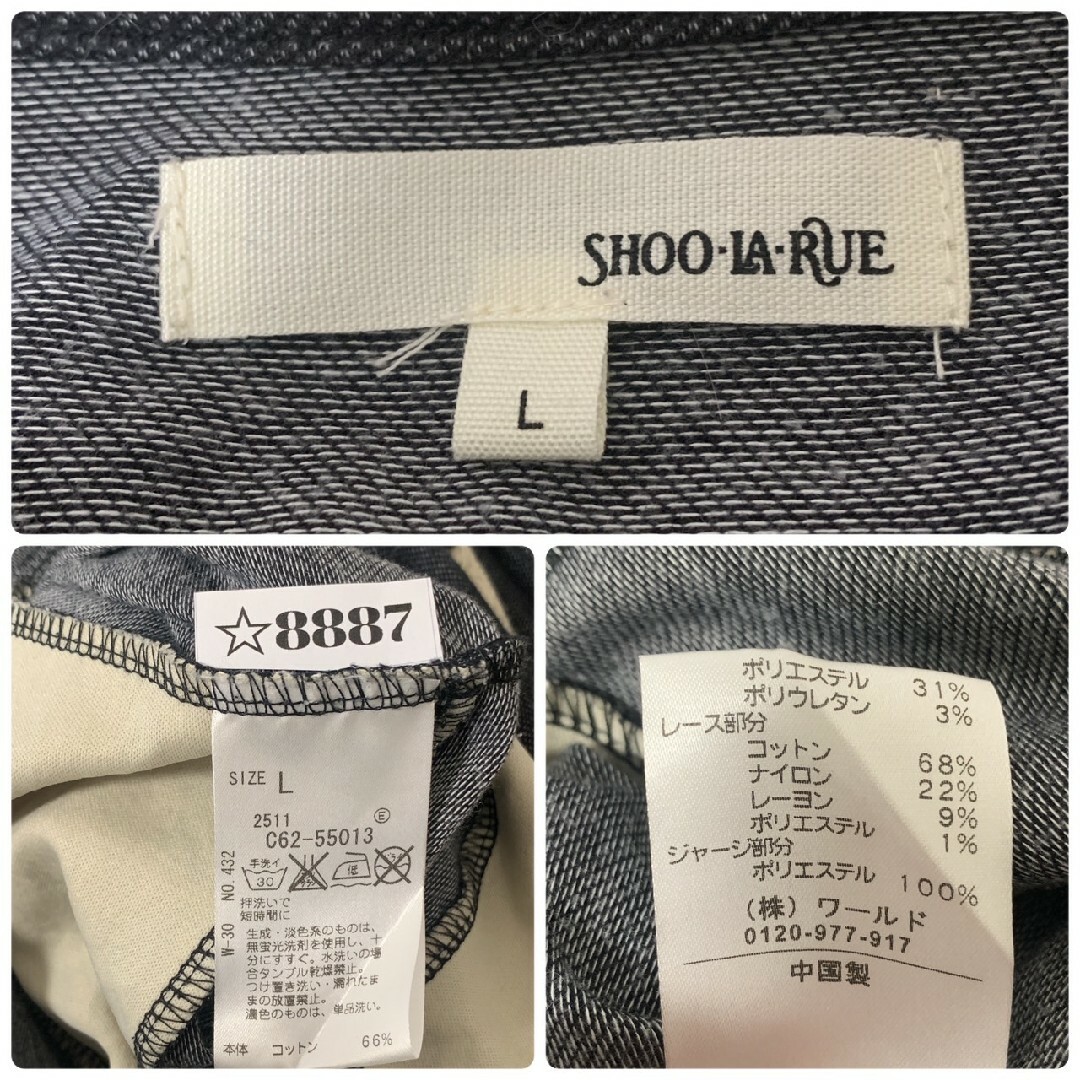 SHOO·LA·RUE
L
☆8887
SIZE L
2511 Ⓔ
C62-55013
W-30 NO.432
手洗イ
30
低
押洗いで
短時間に
生成・淡色系のものは、
無蛍光洗剤を使用し、十
分にすすぐ。水洗いの場
合タンブル乾燥禁止。
つけ置き洗い・濡れたま
まの放置禁止。
濃色のものは、単品洗い。
本体 コットン 66%
ポリエステル 31%
ポリウレタン 3%
レース部分
コットン 68%
ナイロン 22%
レーヨン 9%
ポリエステル 1%
ジャージ部分
ポリエステル 100%
(株) ワールド
0120-977-917
中国製